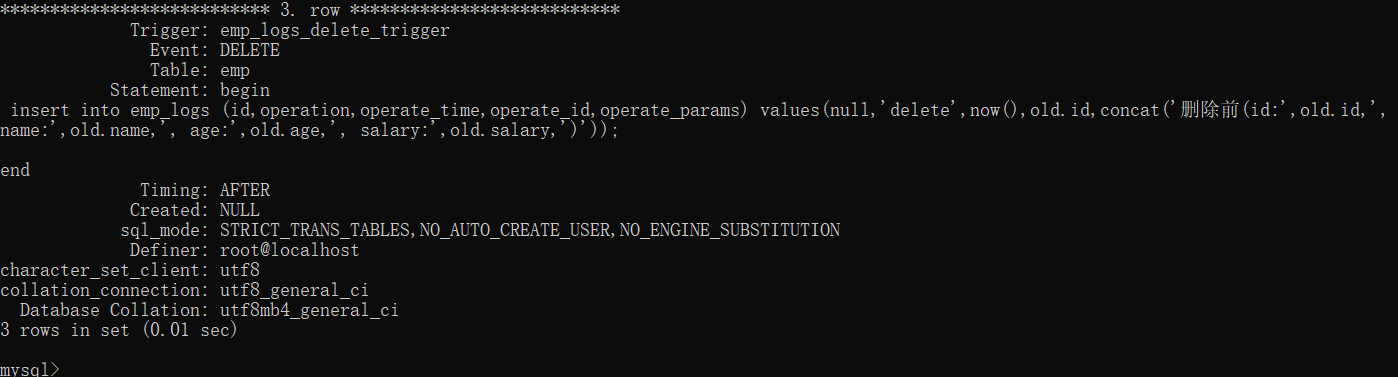 *************************** 3. row ***************************
             Trigger: emp_logs_delete_trigger
               Event: DELETE
               Table: emp
           Statement: begin
 insert into emp_logs (id,operation,operate_time,operate_id,operate_params) values(null,'delete',now(),old.id,concat('删除前(id:',old.id,',
name:',old.name,', age:',old.age,', salary:',old.salary,')'));

end
              Timing: AFTER
             Created: NULL
            sql_mode: STRICT_TRANS_TABLES,NO_AUTO_CREATE_USER,NO_ENGINE_SUBSTITUTION
             Definer: root@localhost
character_set_client: utf8
collation_connection: utf8_general_ci
  Database Collation: utf8mb4_general_ci
3 rows in set (0.01 sec)

mysql>